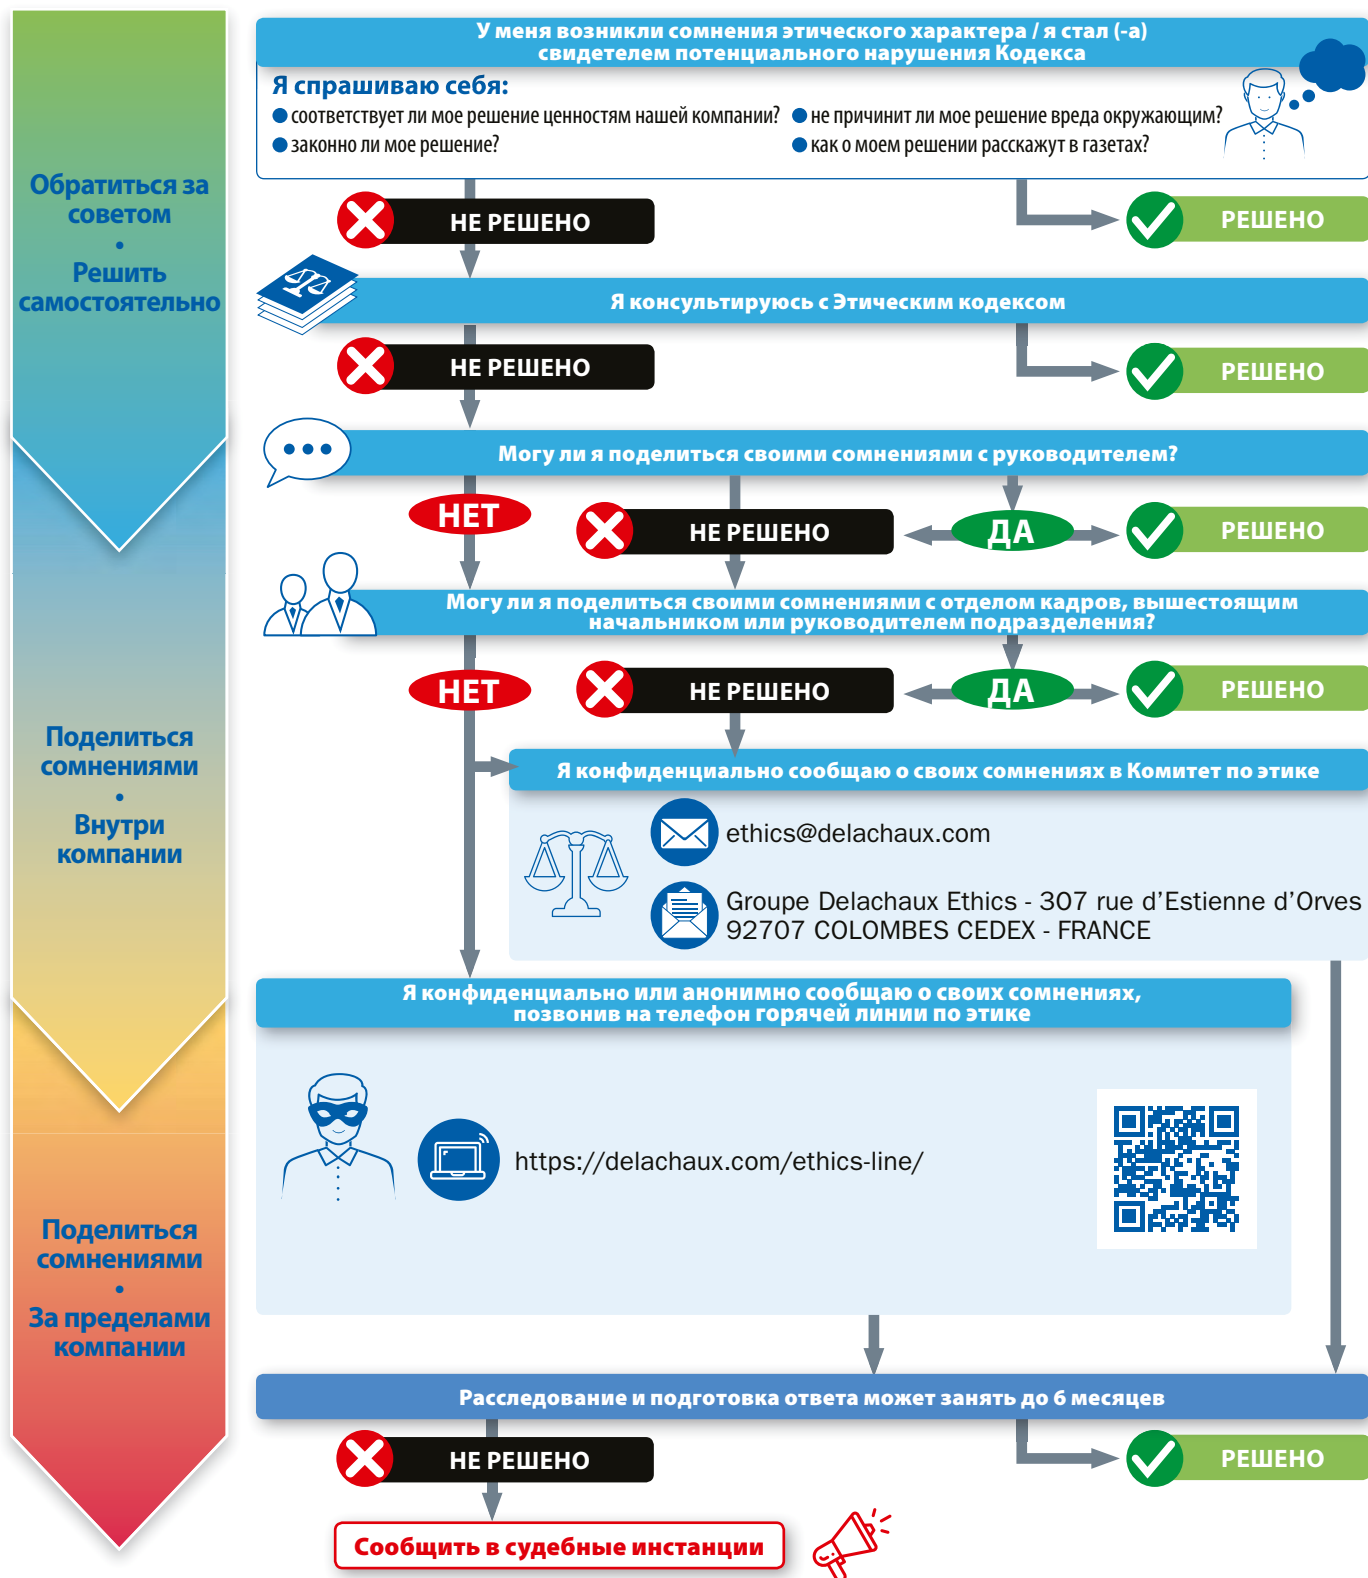 У меня возникли сомнения этического характера / я стал (-а)
свидетелем потенциального нарушения Кодекса
Я спрашиваю себя:
● соответствует ли мое решение ценностям нашей компании?
● законно ли мое решение?
● не причинит ли мое решение вреда окружающим?
● как о моем решении расскажут в газетах?
Обратиться за
советом
•
Решить
самостоятельно
НЕ РЕШЕНО
РЕШЕНО
Я консультируюсь с Этическим кодексом
НЕ РЕШЕНО
РЕШЕНО
Могу ли я поделиться своими сомнениями с руководителем?
НЕТ
НЕ РЕШЕНО
ДА
РЕШЕНО
Могу ли я поделиться своими сомнениями с отделом кадров, вышестоящим
начальником или руководителем подразделения?
НЕТ
НЕ РЕШЕНО
ДА
РЕШЕНО
Поделиться
сомнениями
•
Внутри
компании
Я конфиденциально сообщаю о своих сомнениях в Комитет по этике
ethics@delachaux.com
Groupe Delachaux Ethics - 307 rue d'Estienne d'Orves
92707 COLOMBES CEDEX - FRANCE
Я конфиденциально или анонимно сообщаю о своих сомнениях,
позвонив на телефон горячей линии по этике
https://delachaux.com/ethics-line/
Поделиться
сомнениями
•
За пределами
компании
Расследование и подготовка ответа может занять до 6 месяцев
НЕ РЕШЕНО
РЕШЕНО
Сообщить в судебные инстанции